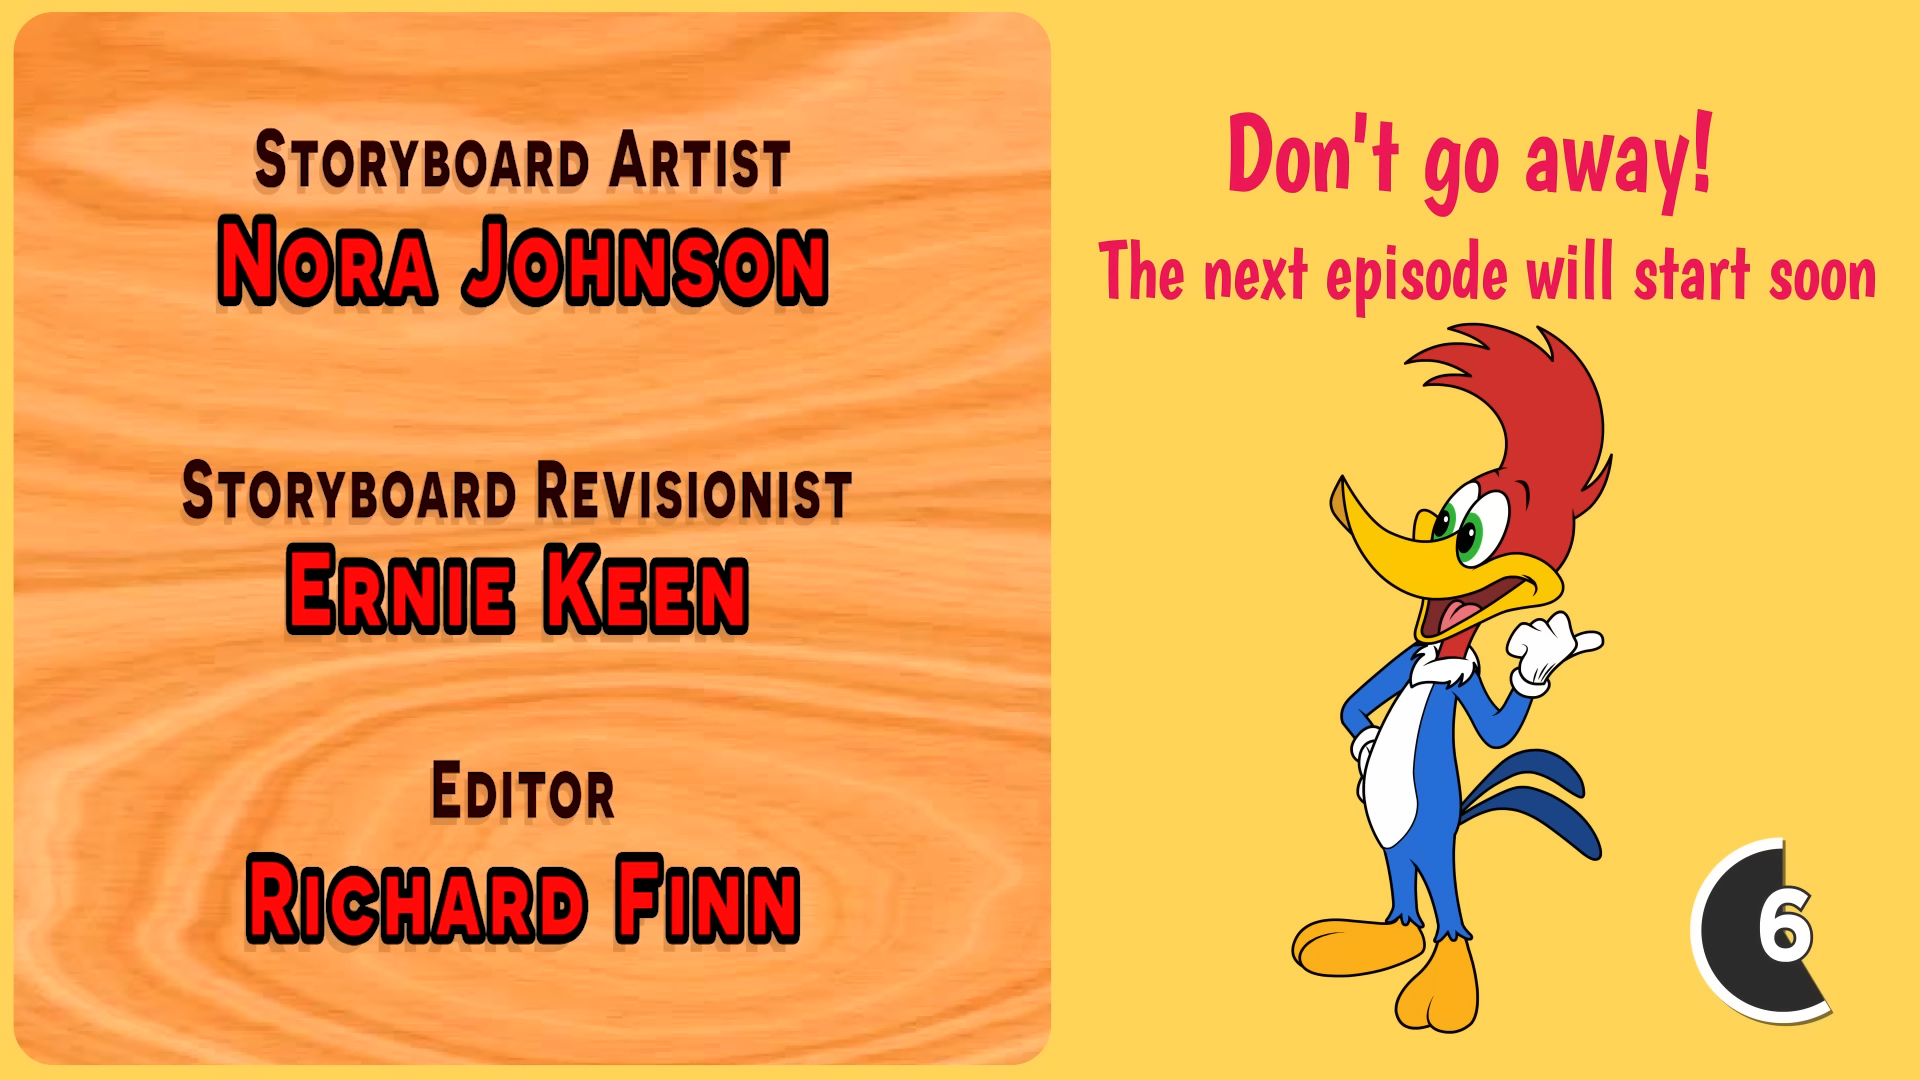 Storyboard Artist
Nora Johnson
Storyboard Revisionist
Ernie Keen
Editor
Richard Finn
Don't go away!
The next episode will start soon
6